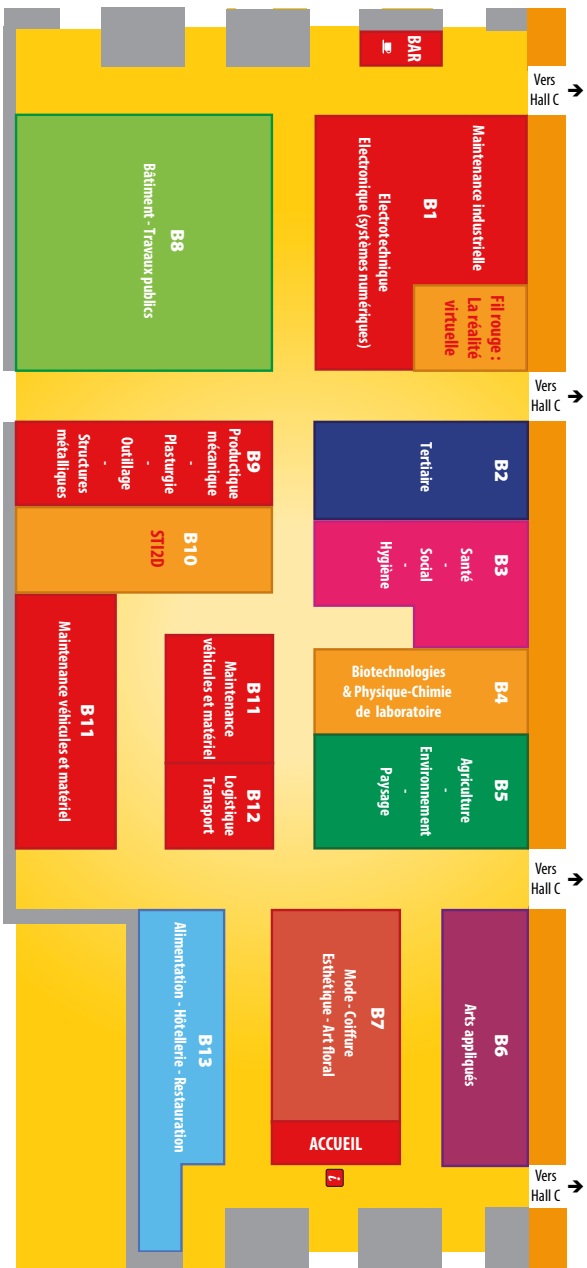 BAR
Vers
Hall C
B1
Maintenance industrielle
Electrotechnique
Electronique (systèmes numériques)
Fil rouge :
La réalité
virtuelle
B8
Bâtiment - Travaux publics
Vers
Hall C
B2
Tertiaire
B3
Santé
-
Social
-
Hygiène
B4
Biotechnologies
& Physique-Chimie
de laboratoire
B5
Agriculture
-
Environnement
-
Paysage
B9
Productique
mécanique
-
Plasturgie
-
Outillage
-
Structures
métalliques
B10
STI2D
B11
Maintenance véhicules et matériel
B11
Maintenance
véhicules et matériel
B12
Logistique
Transport
Vers
Hall C
B6
Arts appliqués
B7
Mode - Coiffure
Esthétique - Art floral
ACCUEIL
i
B13
Alimentation - Hôtellerie - Restauration
Vers
Hall C